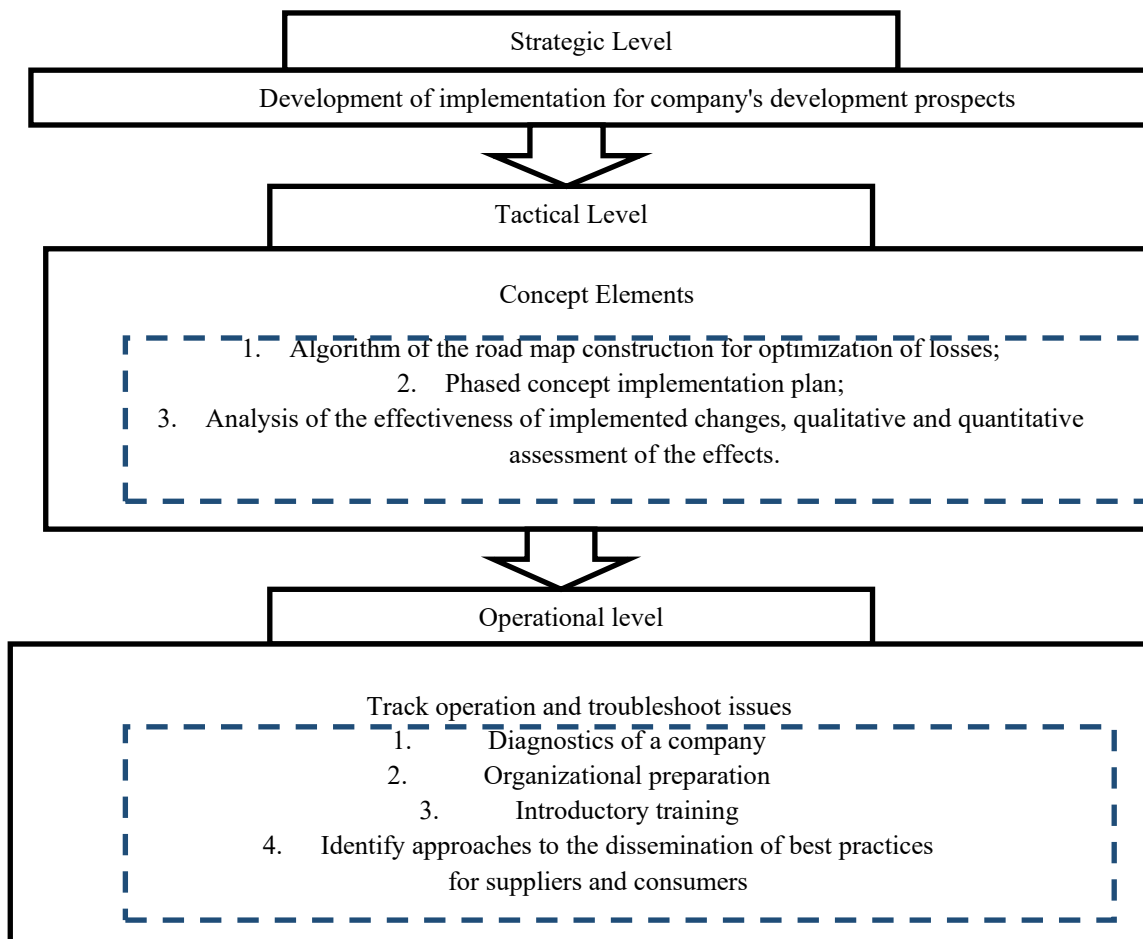 Strategic Level
Development of implementation for company's development prospects
Tactical Level
Concept Elements
1. Algorithm of the road map construction for optimization of losses;
2. Phased concept implementation plan;
3. Analysis of the effectiveness of implemented changes, qualitative and quantitative
assessment of the effects.
Operational level
Track operation and troubleshoot issues
1. Diagnostics of a company
2. Organizational preparation
3. Introductory training
4. Identify approaches to the dissemination of best practices
for suppliers and consumers